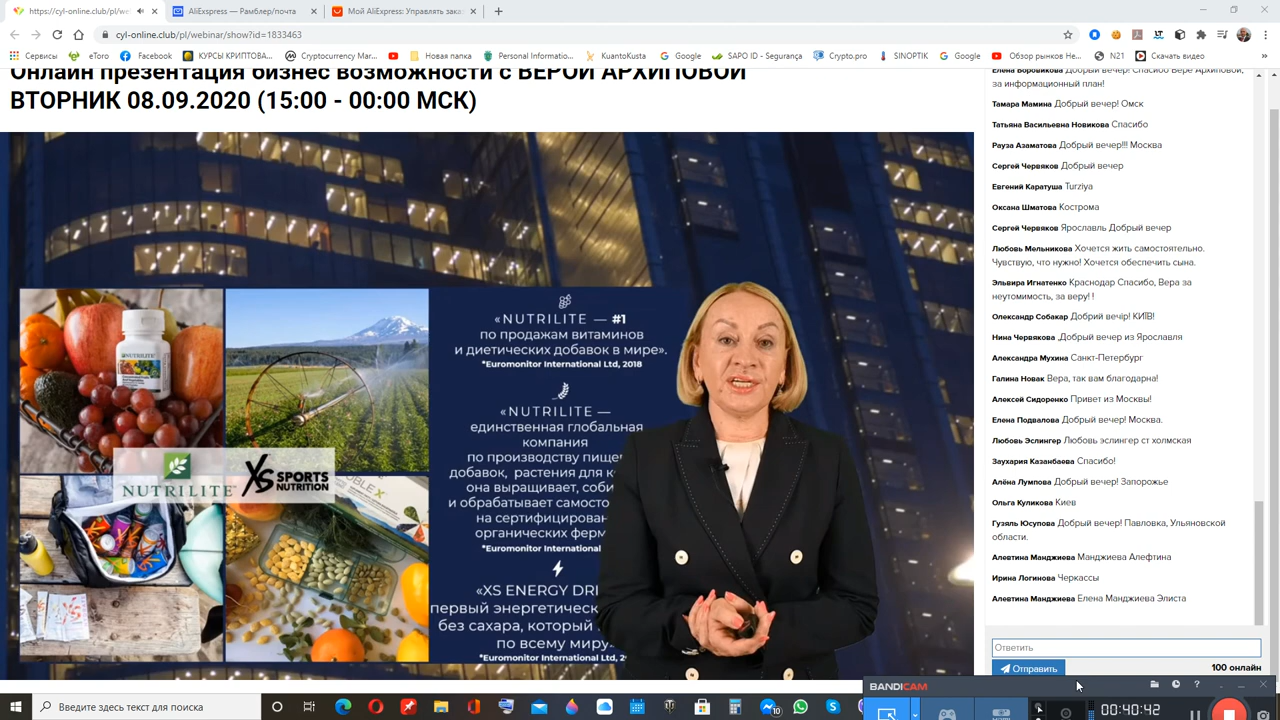 https://cyl-online.club/pl/we
AliExpress — Рамблер/почта
Мой AliExpress: Управлять зака
cyl-online.club/pl/webinar/show?id=1833463
Сервисы
eToro
Facebook
КУРСЫ КРИПТОВА...
Cryptocurrency Mar...
Новая папка
Personal Informatio...
KuantoKusta
Google
SAPO ID - Segurança
Crypto.pro
SINOPTIK
Google
Обзор рынков Не...
N21
Скачать видео
Онлайн презентация бизнес возможности с ВЕРОЙ АРХИПОВОЙ
ВТОРНИК 08.09.2020 (15:00 - 00:00 МСК)
« NUTRILITE — #1
по продажам витаминов
и диетических добавок в мире».
*Euromonitor International Ltd, 2018
« NUTRILITE —
единственная глобальная
компания
по производству пище
добавок, растения для к
она выращивает, соби
и обрабатывает самосто
на сертифицирован
органических ферм
*Euromonitor International
«XS ENERGY DRI
первый энергетическ
без сахара, который
по всему миру»
*Euromonitor International Ltd, 2
NUTRILITE
NUTRILITE
XS SPORTS
NUTRITION
Елена Боровикова Добрый вечер! Спасибо Вере Архиповой,
за информационный план!
Тамара Мамина Добрый вечер! Омск
Татьяна Васильевна Новикова Спасибо
Рауза Азаматова Добрый вечер!!! Москва
Сергей Червяков Добрый вечер
Евгений Каратуша Turziya
Оксана Шматова Кострома
Сергей Червяков Ярославль Добрый вечер
Любовь Мельникова Хочется жить самостоятельно.
Чувствую, что нужно! Хочется обеспечить сына.
Эльвира Игнатенко Краснодар Спасибо, Вера за
неутомимость, за веру! !
Олександр Собакар Добрий вечір! КИЇВ!
Нина Червякова ,Добрый вечер из Ярославля
Александра Мухина Санкт-Петербург
Галина Новак Вера, так вам благодарна!
Алексей Сидоренко Привет из Москвы!
Елена Подвалова Добрый вечер! Москва.
Любовь Эслингер Любовь эслингер ст холмская
Заухария Казанбаева Спасибо!
Алёна Лумпова Добрый вечер! Запорожье
Ольга Куликова Киев
Гузяль Юсупова Добрый вечер! Павловка, Ульяновской
области.
Алевтина Манджиева Манджиева Алефтина
Ирина Логинова Черкассы
Алевтина Манджиева Елена Манджиева Элиста
Ответить
Отправить
100 онлайн
BANDICAM
00:40:42
Введите здесь текст для поиска
10